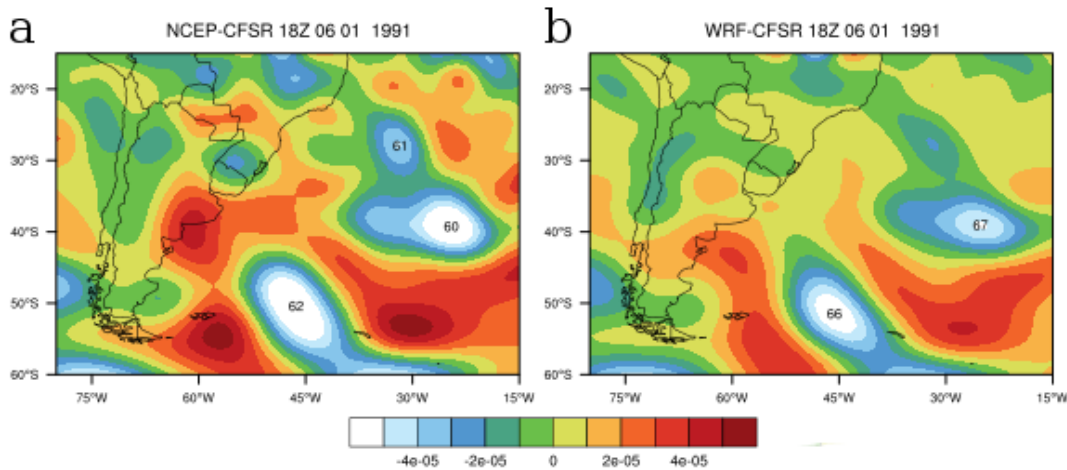 a
NCEP-CFSR 18Z 06 01 1991
b
WRF-CFSR 18Z 06 01 1991
20°S
30°S
40°S
50°S
60°S
61
60
62
75°W
60°W
45°W
30°W
15°W
20°S
30°S
40°S
50°S
60°S
67
66
75°W
60°W
45°W
30°W
15°W
-4e-05 -2e-05 0 2e-05 4e-05